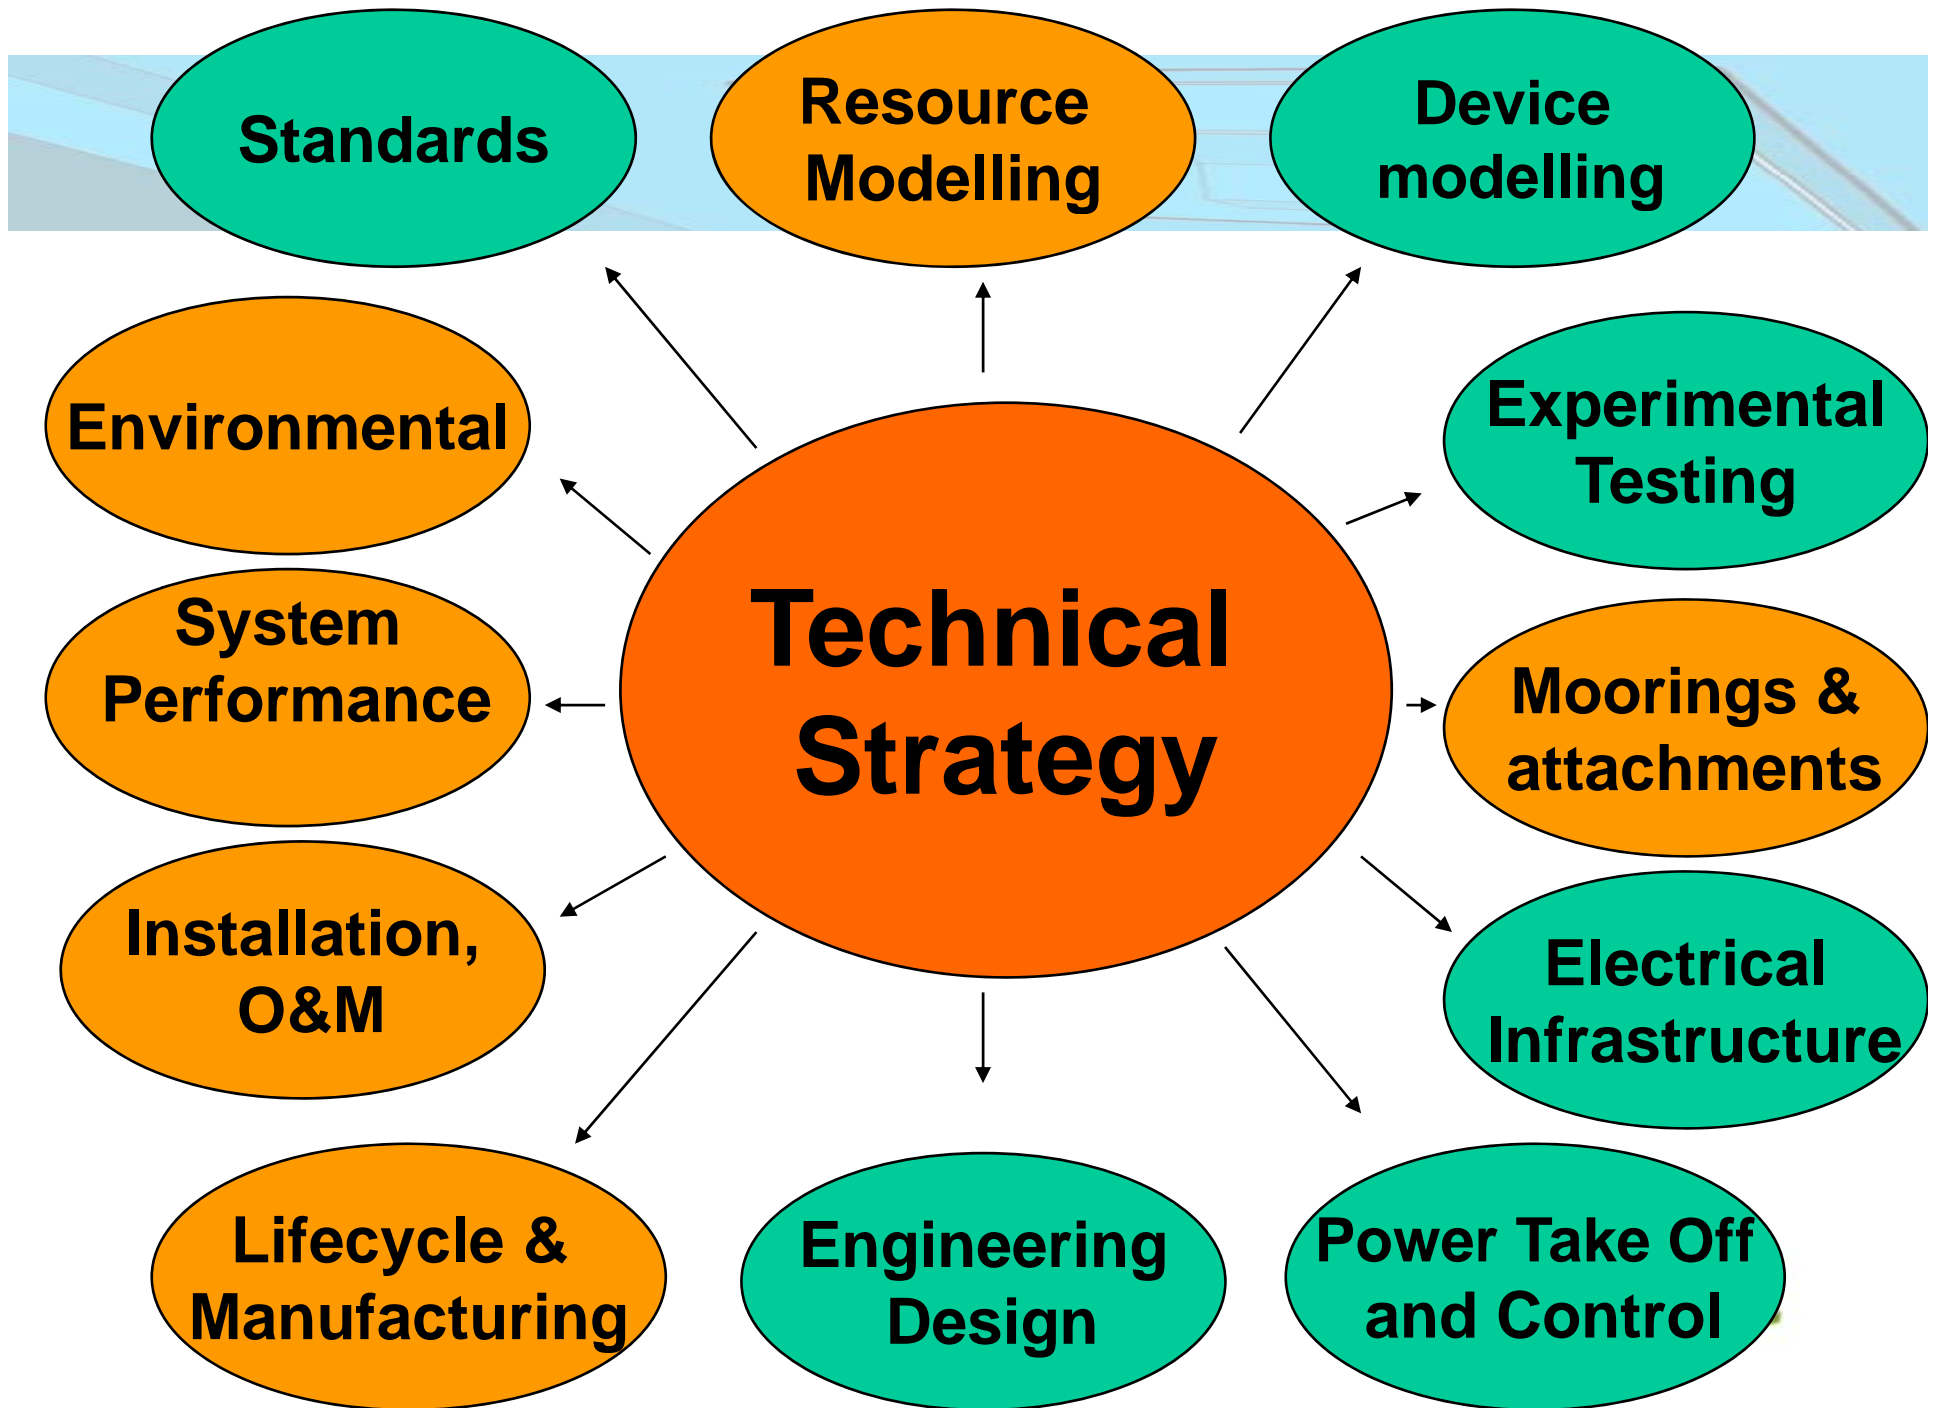 Standards
Resource
Modelling
Device
modelling
Environmental
Experimental
Testing
System
Performance
Technical
Strategy
Moorings &
attachments
Installation,
O&M
Electrical
Infrastructure
Lifecycle &
Manufacturing
Engineering
Design
Power Take Off
and Control